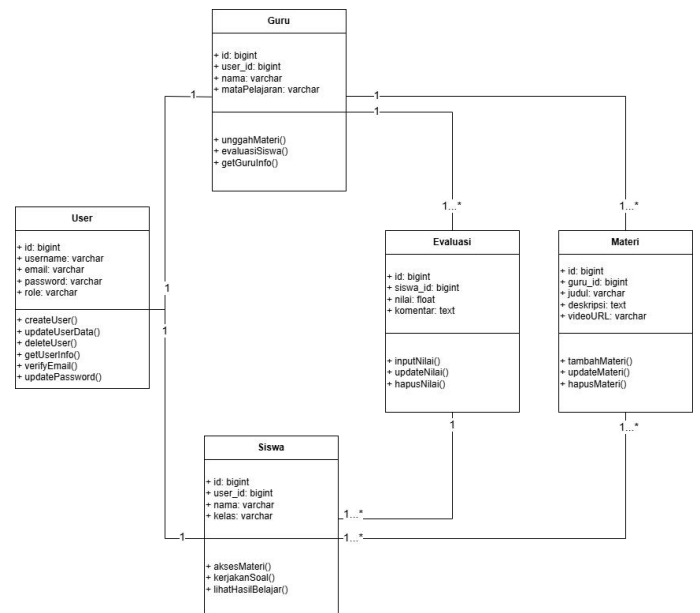 Guru
+ id: bigint
+ user_id: bigint
+ nama: varchar
+ mataPelajaran: varchar
+ unggahMateri()
+ evaluasiSiswa()
+ getGuruInfo()
1
1
1
1...*
1...*
User
+ id: bigint
+ username: varchar
+ email: varchar
+ password: varchar
+ role: varchar
+ createUser()
+ updateUserData()
+ deleteUser()
+ getUserInfo()
+ verifyEmail()
+ updatePassword()
1
1
Evaluasi
+ id: bigint
+ siswa_id: bigint
+ nilai: float
+ komentar: text
+ inputNilai()
+ updateNilai()
+ hapusNilai()
Materi
+ id: bigint
+ guru_id: bigint
+ judul: varchar
+ deskripsi: text
+ videoURL: varchar
+ tambahMateri()
+ updateMateri()
+ hapusMateri()
1
1...*
Siswa
+ id: bigint
+ user_id: bigint
+ nama: varchar
+ kelas: varchar
+ aksesMateri()
+ kerjakanSoal()
+ lihatHasilBelajar()
1...*
1
1...*